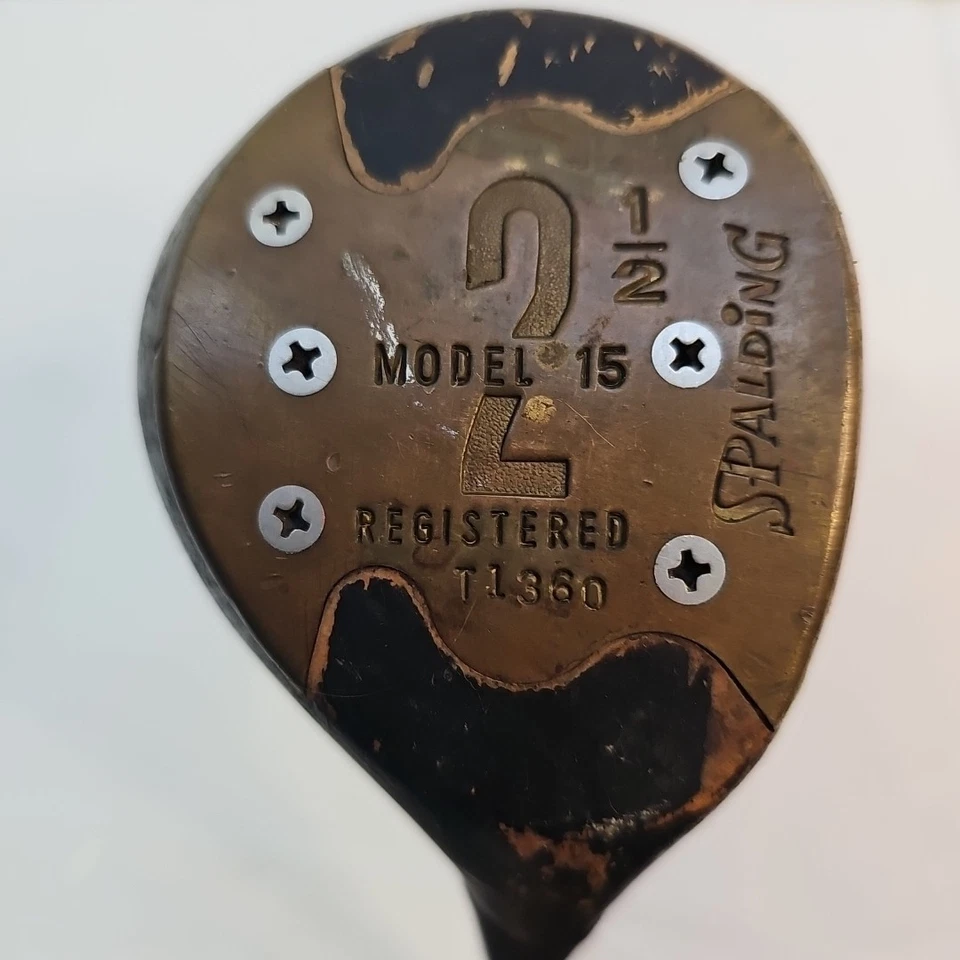 2 1/2
MODEL 15
REGISTERED
T1360
SPALDING